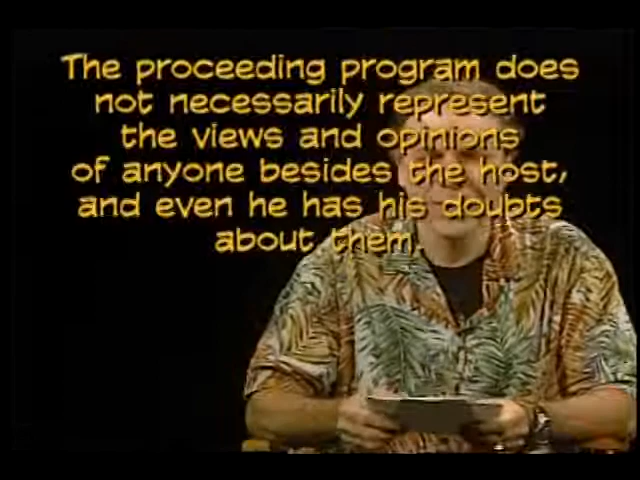 The proceeding program does
not necessarily represent
the views and opinions
of anyone besides the host,
and even he has his doubts
about them.